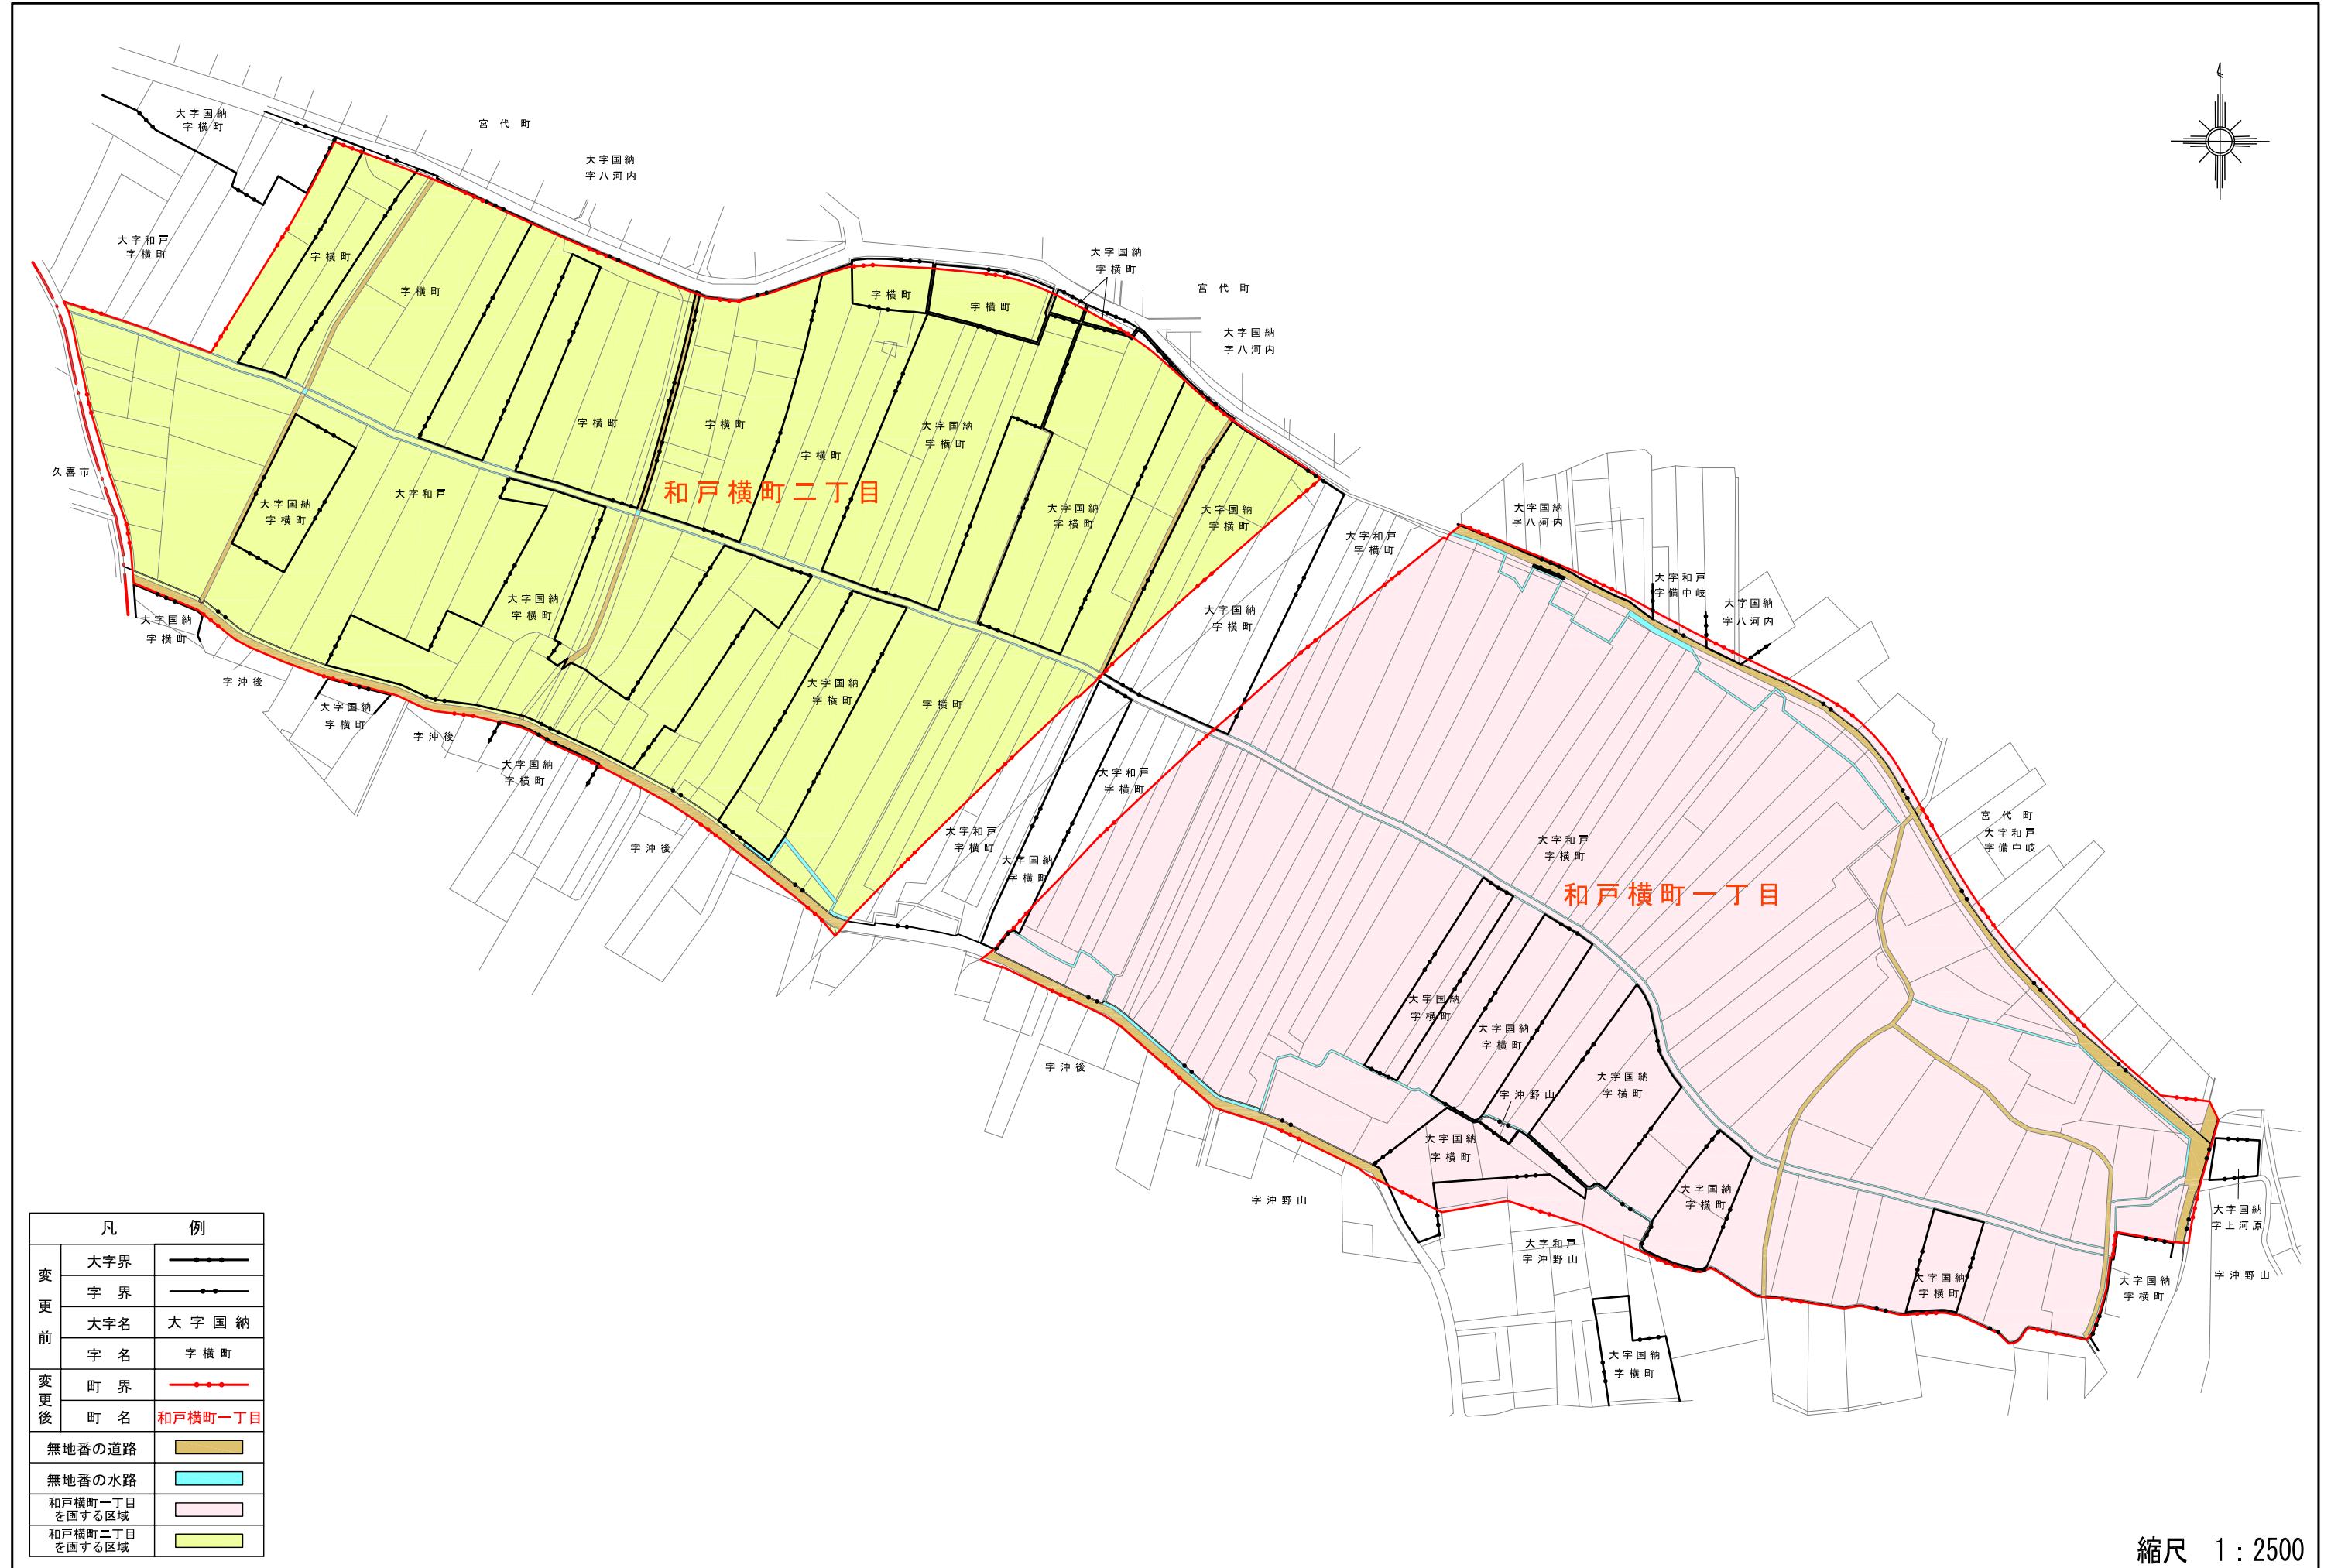 大字国納
字横町
宮代町
大字国納
字八河内
大字和戸
字横町
字横町
字横町
大字国納
字横町
宮代町
大字国納
字八河内
字横町
字横町
字横町
字横町
字横町
大字国納
字横町
久喜市
大字和戸
大字国納
字横町
和戸横町二丁目
大字国納
字横町
大字国納
字横町
大字和戸
字横町
大字国納
字八河内
大字和戸
字備中岐
大字国納
字八河内
大字国納
字横町
大字国納
字横町
大字国納
字横町
字沖後
大字国納
字横町
字沖後
大字国納
字横町
字横町
大字国納
字横町
字沖後
大字和戸
字横町
大字和戸
字横町
大字国納
字横町
大字和戸
字横町
和戸横町一丁目
宮代町
大字和戸
字備中岐
大字国納
字横町
大字国納
字横町
字沖後
大字国納
字横町
字沖野山
大字国納
字横町
字沖野山
大字国納
字横町
大字和戸
字沖野山
大字国納
字横町
大字国納
字横町
大字国納
字横町
大字国納
字上河原
字沖野山
大字国納
字横町
凡例
変更前
大字界
字界
大字名 大字国納
字名 字横町
変更後
町界
町名 和戸横町一丁目
無地番の道路
無地番の水路
和戸横町一丁目
を画する区域
和戸横町二丁目
を画する区域
縮尺 1:2500